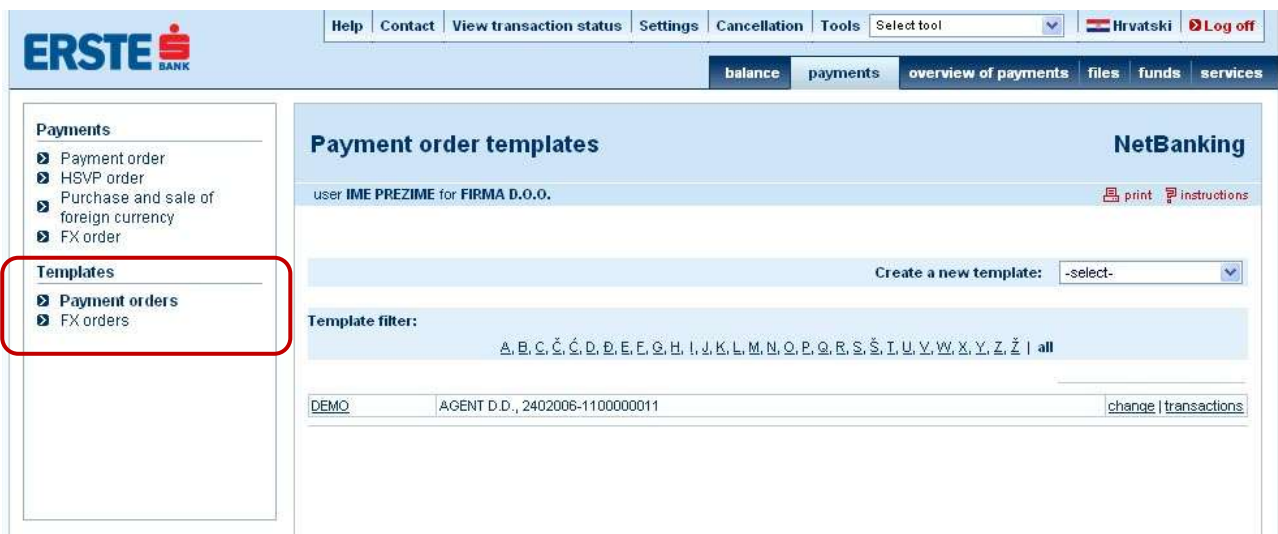 Help Contact View transaction status Settings Cancellation Tools Select tool Hrvatski Log off
ERSTE BANK
balance payments overview of payments files funds services
Payments
Payment order
HSVP order
Purchase and sale of
foreign currency
FX order
Templates
Payment orders
FX orders
Payment order templates NetBanking
user IME PREZIME for FIRMA D.O.O. print instructions
Create a new template: -select-
Template filter:
A, B, C, Č, Ć, D, Đ, E, F, G, H, I, J, K, L, M, N, O, P, Q, R, S, Š, T, U, V, W, X, Y, Z, Ž | all
DEMO AGENT D.D., 2402006-1100000011 change | transactions